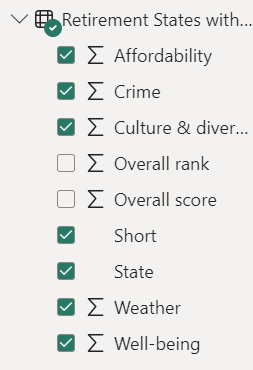 Retirement States with...
Affordability
Crime
Culture & diver...
Overall rank
Overall score
Short
State
Weather
Well-being